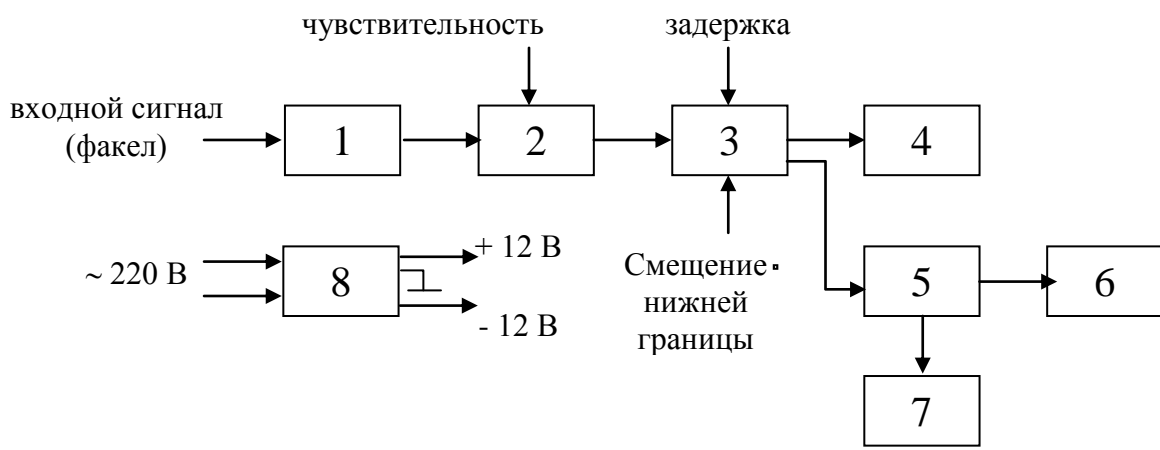 чувствительность
задержка
входной сигнал
(факел)
1
2
3
4
~ 220 В
8
+ 12 В
- 12 В
Смещение
нижней
границы
5
6
7